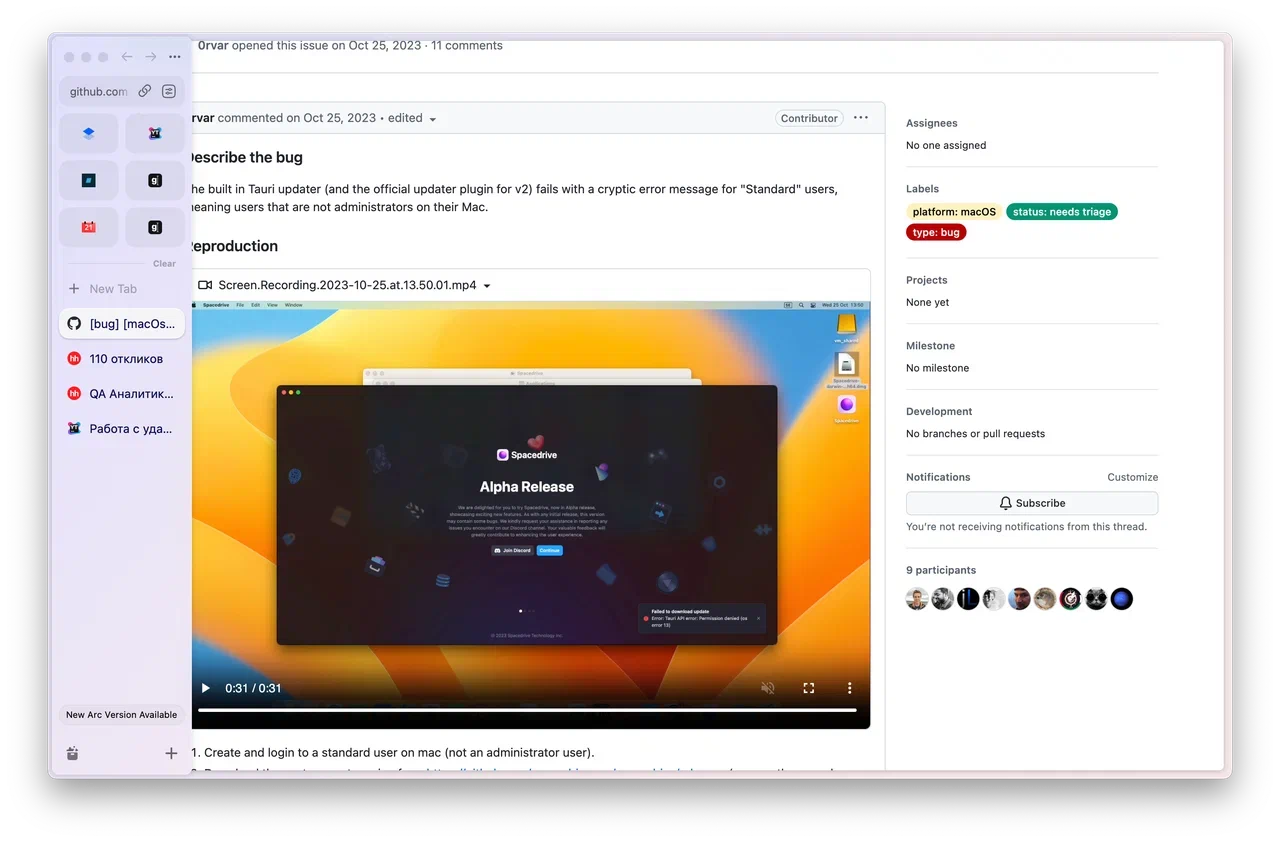 github.com
21
Clear
New Tab
[bug] [macOs...
hh 110 откликов
hh QA Аналитик...
Работа с уда...
New Arc Version Available
0rvar opened this issue on Oct 25, 2023 · 11 comments
rvar commented on Oct 25, 2023 • edited
Contributor
escribe the bug
he built in Tauri updater (and the official updater plugin for v2) fails with a cryptic error message for "Standard" users,
eaning users that are not administrators on their Mac.
eproduction
Screen.Recording.2023-10-25.at.13.50.01.mp4
Spacedrive File Edit View Window
Wed 25 Oct 13:50
Spacedrive
Spacedrive
Alpha Release
We are delighted for you to try Spacedrive, now in Alpha release,
showcasing exciting new features. As with any initial release, this version
may contain some bugs. We kindly request your assistance in reporting any
issues you encounter on our Discord channel. Your valuable feedback will
greatly contribute to enhancing the user experience.
Join Discord Continue
Failed to download update
Error: Tauri API error: Permission denied (os
error 13)
© 2023 Spacedrive Technology Inc.
0:31 / 0:31
1. Create and login to a standard user on mac (not an administrator user).
Assignees
No one assigned
Labels
platform: macOS status: needs triage
type: bug
Projects
None yet
Milestone
No milestone
Development
No branches or pull requests
Notifications Customize
Subscribe
You're not receiving notifications from this thread.
9 participants